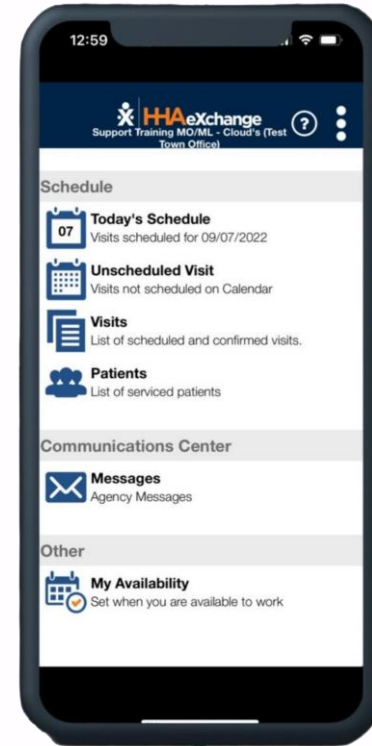 12:59
HHAeXchange
Support Training MO/ML - Cloud's (Test
Town Office)
?
Schedule
07
Today's Schedule
Visits scheduled for 09/07/2022
Unscheduled Visit
Visits not scheduled on Calendar
Visits
List of scheduled and confirmed visits.
Patients
List of serviced patients
Communications Center
Messages
Agency Messages
Other
My Availability
Set when you are available to work